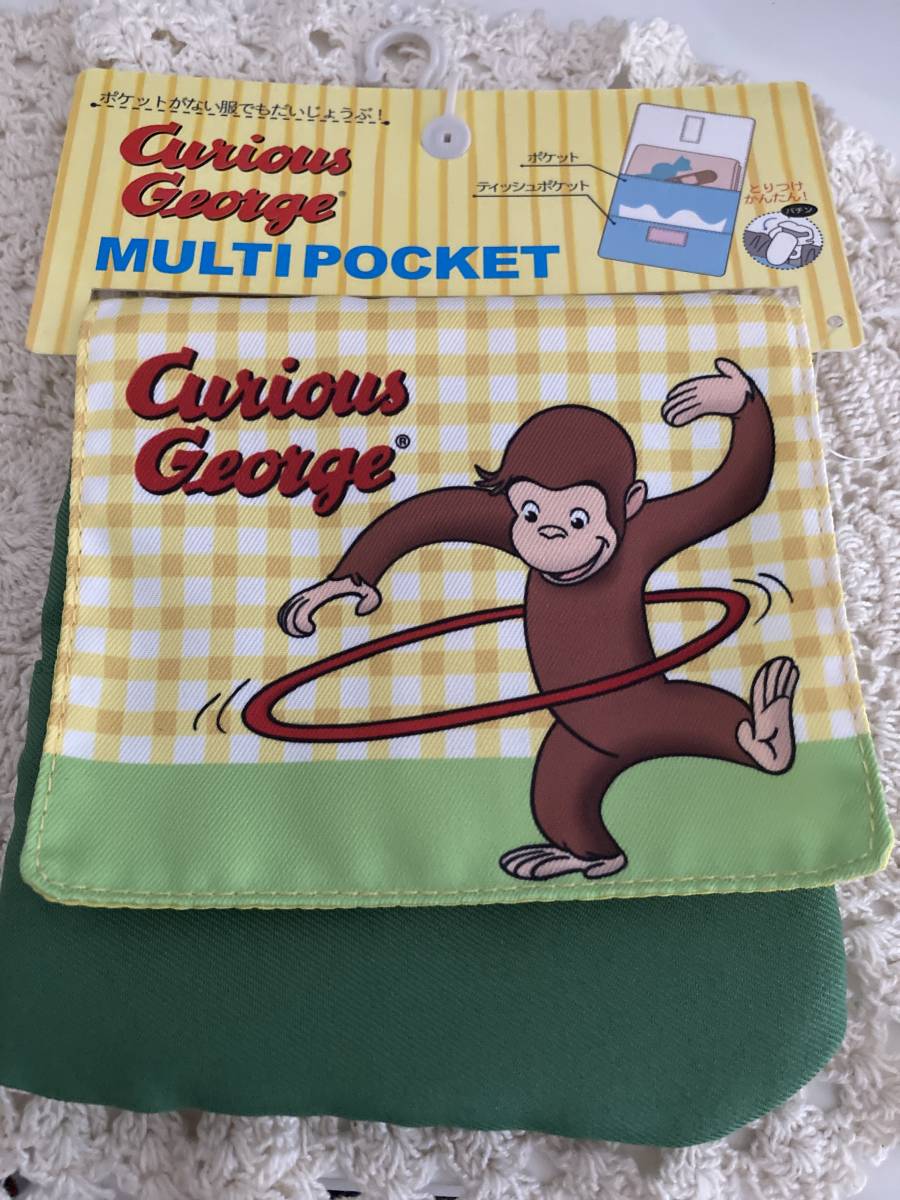 ポケットがない服でもだいじょうぶ!
Curious
George®
MULTI POCKET
ポケット
ティッシュポケット
とりつけ
かんたん!
パチン
Curious
George®